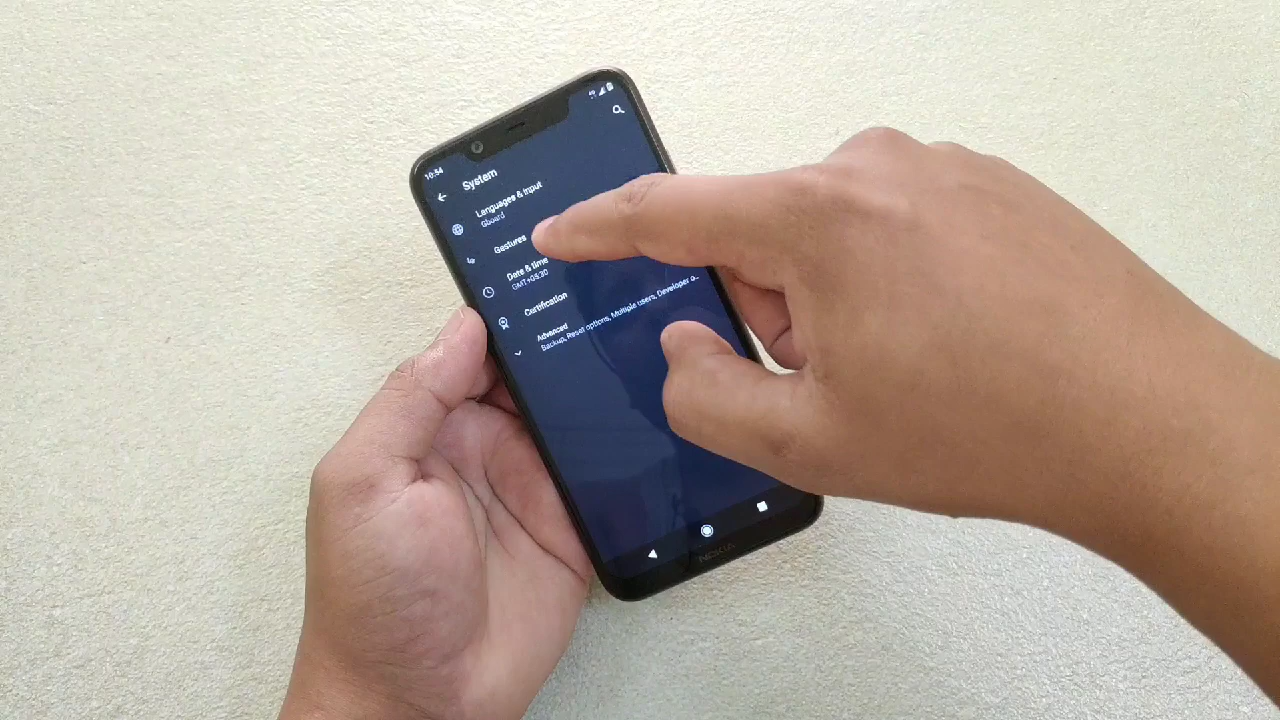 10:54
System
Languages & input
Gboard
Gestures
Date & time
GMT+05:30
Certification
Advanced
Backup, Reset options, Multiple users, Developer o...
NOKIA